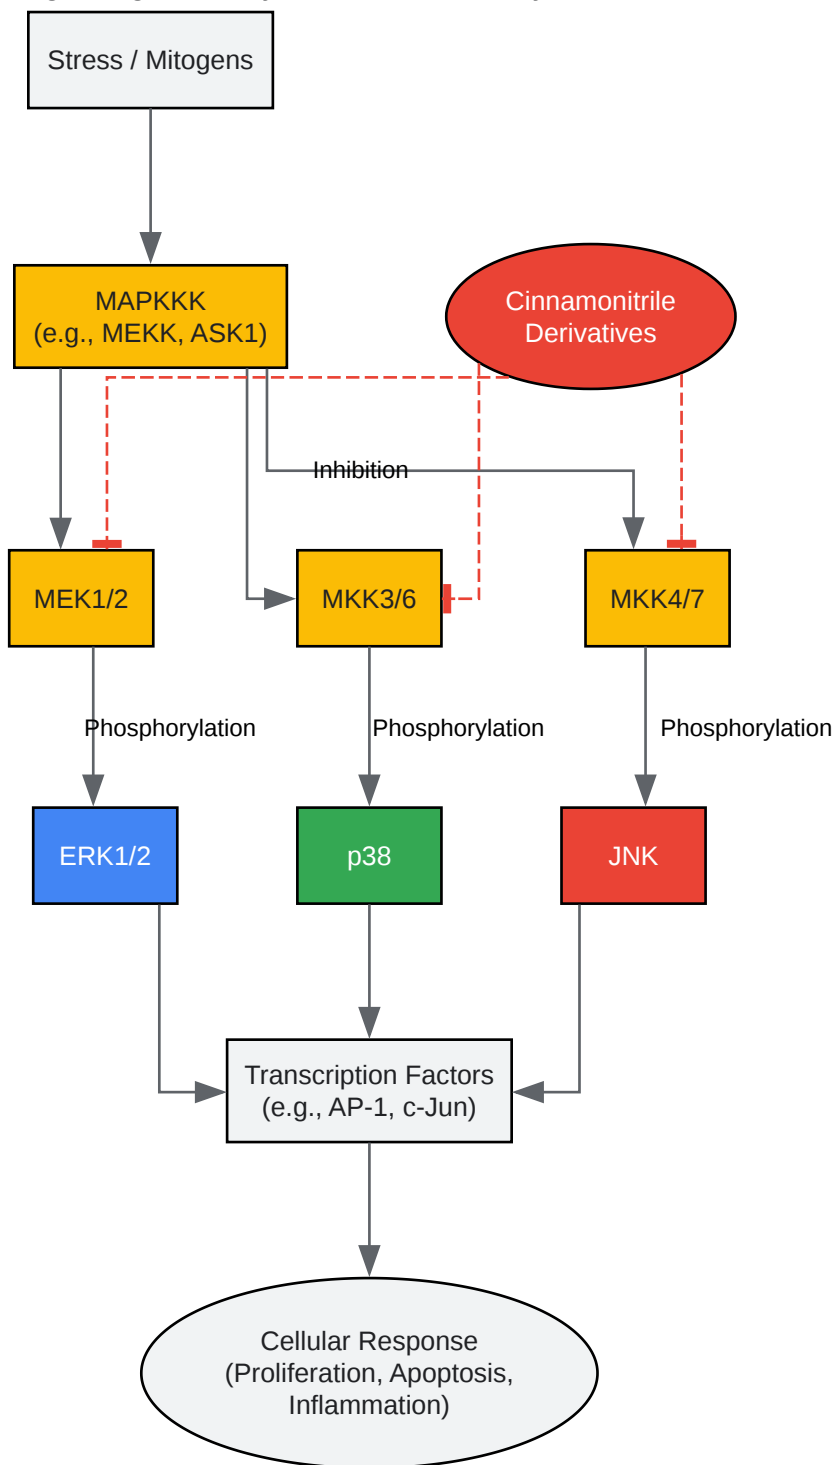 Stress / Mitogens
MAPKKK
(e.g., MEKK, ASK1)
Cinnamonitrile
Derivatives
Inhibition
MEK1/2
MKK3/6
MKK4/7
Phosphorylation
Phosphorylation
Phosphorylation
ERK1/2
p38
JNK
Transcription Factors
(e.g., AP-1, c-Jun)
Cellular Response
(Proliferation, Apoptosis,
Inflammation)